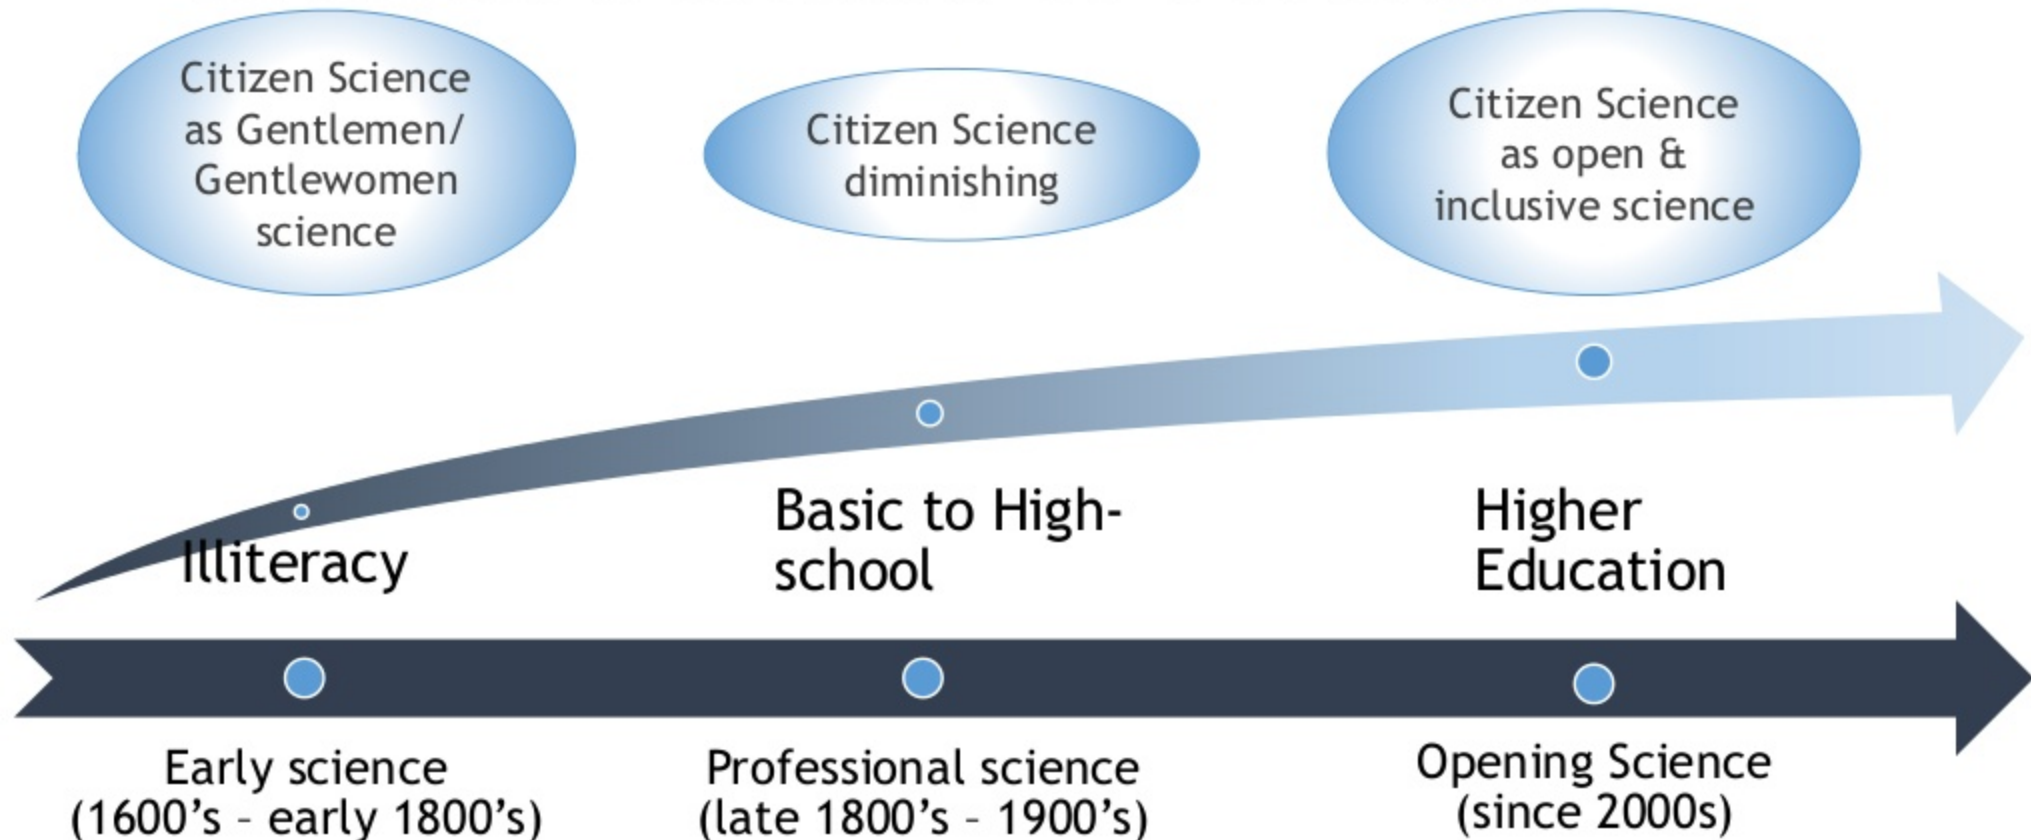 Citizen Science
as Gentlemen/
Gentlewomen
science
Citizen Science
diminishing
Citizen Science
as open &
inclusive science
Illiteracy
Basic to High-
school
Higher
Education
Early science
(1600’s – early 1800’s)
Professional science
(late 1800’s – 1900’s)
Opening Science
(since 2000s)